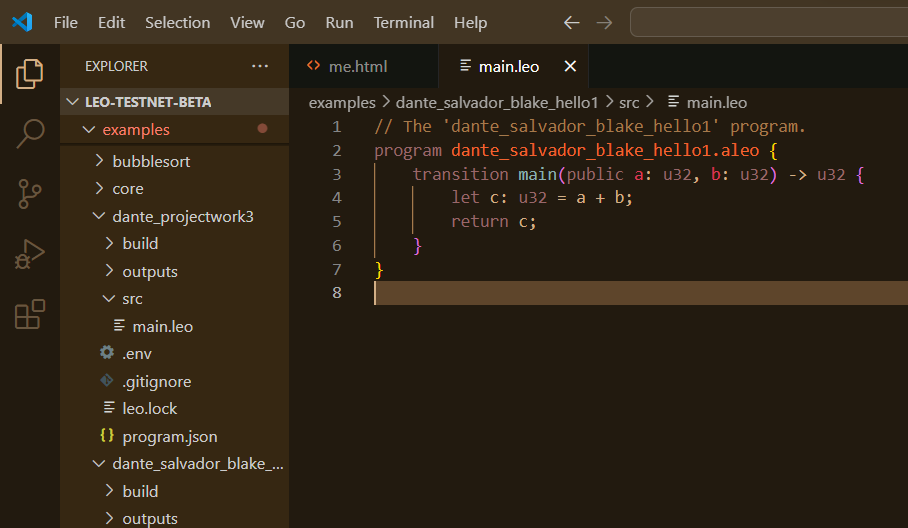 File Edit Selection View Go Run Terminal Help
EXPLORER ...
LEO-TESTNET-BETA
examples
bubblesort
core
dante_projectwork3
build
outputs
src
main.leo
.env
.gitignore
leo.lock
{} program.json
dante_salvador_blake_...
build
outputs
<> me.html
main.leo
examples > dante_salvador_blake_hello1 > src > main.leo
1 // The 'dante_salvador_blake_hello1' program.
2 program dante_salvador_blake_hello1.aleo {
3 transition main(public a: u32, b: u32) -> u32 {
4 let c: u32 = a + b;
5 return c;
6 }
7 }
8